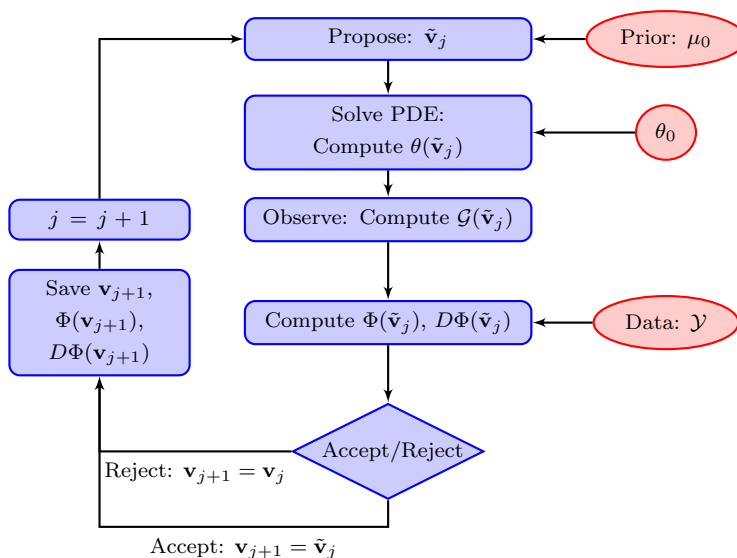 Propose: ṽ_j
Prior: μ_0
Solve PDE:
Compute θ(ṽ_j)
θ_0
j = j + 1
Observe: Compute 𝒢(ṽ_j)
Save v_{j+1},
Φ(v_{j+1}),
DΦ(v_{j+1})
Compute Φ(ṽ_j), DΦ(ṽ_j)
Data: 𝒴
Accept/Reject
Reject: v_{j+1} = v_j
Accept: v_{j+1} = ṽ_j